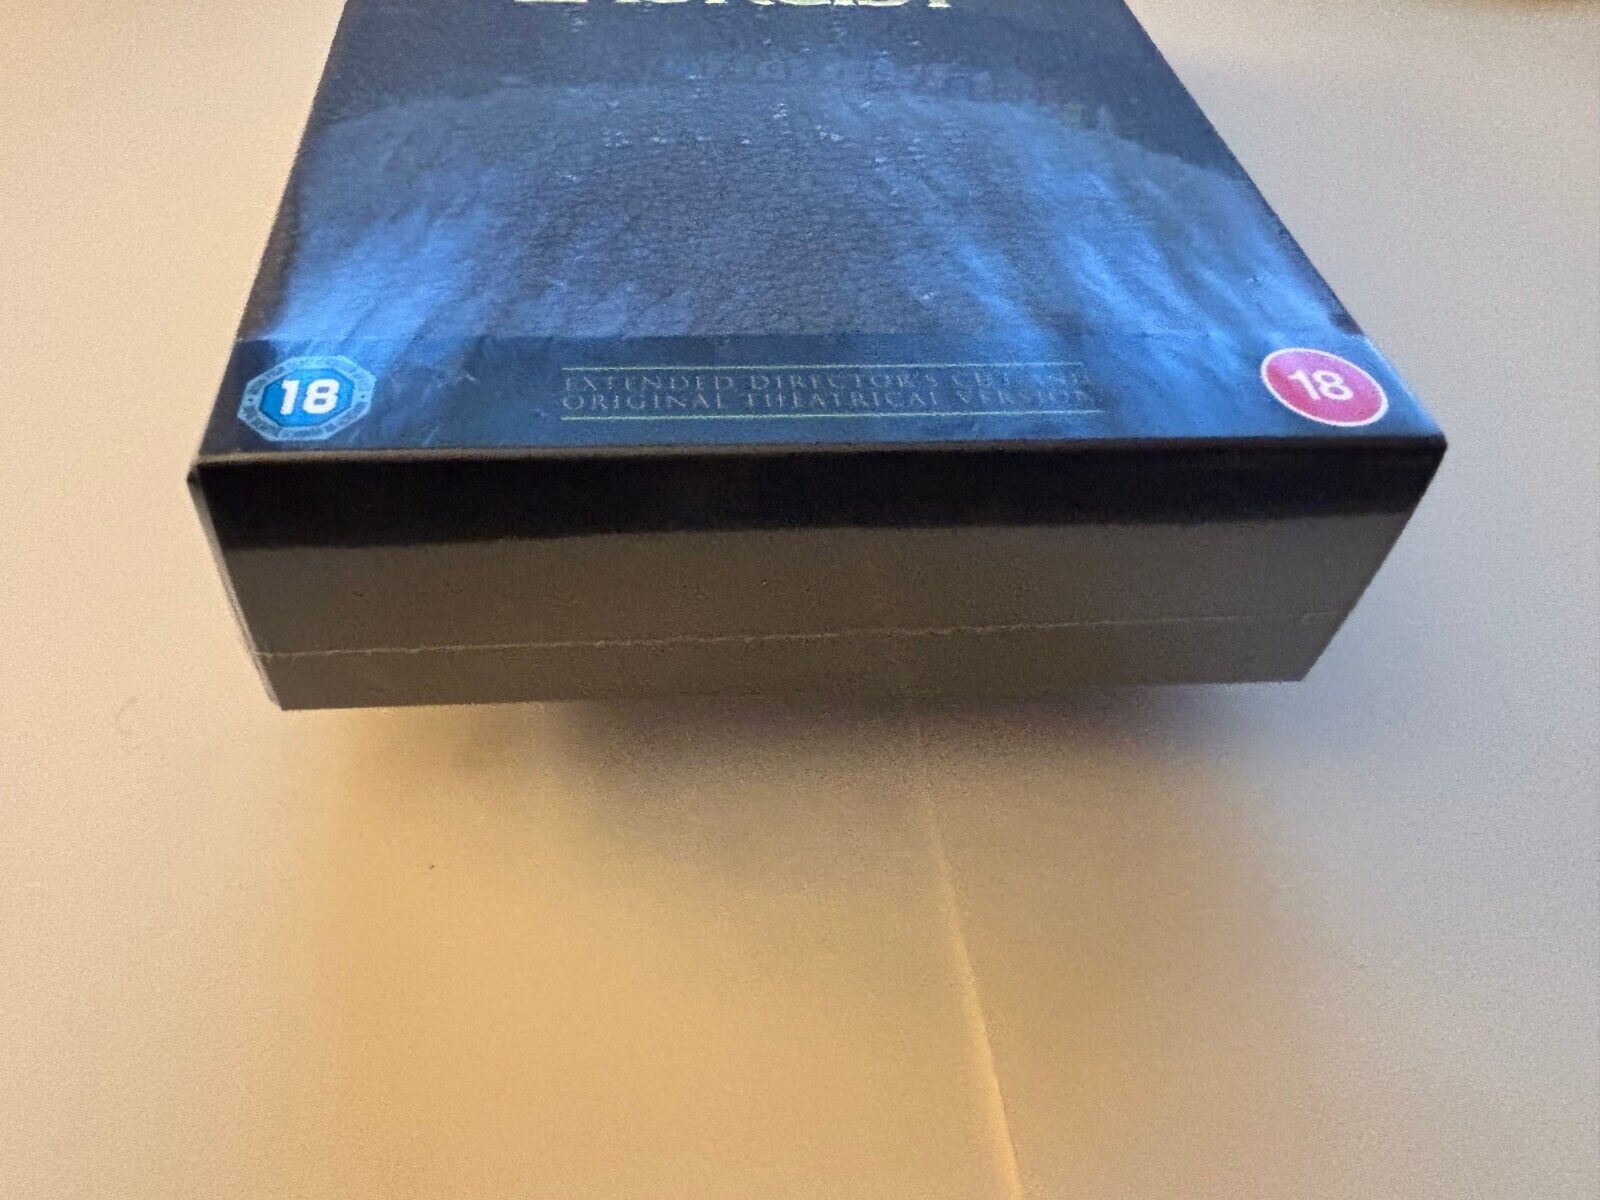 18
EXTENDED DIRECTOR'S CUT AND
ORIGINAL THEATRICAL VERSION
18